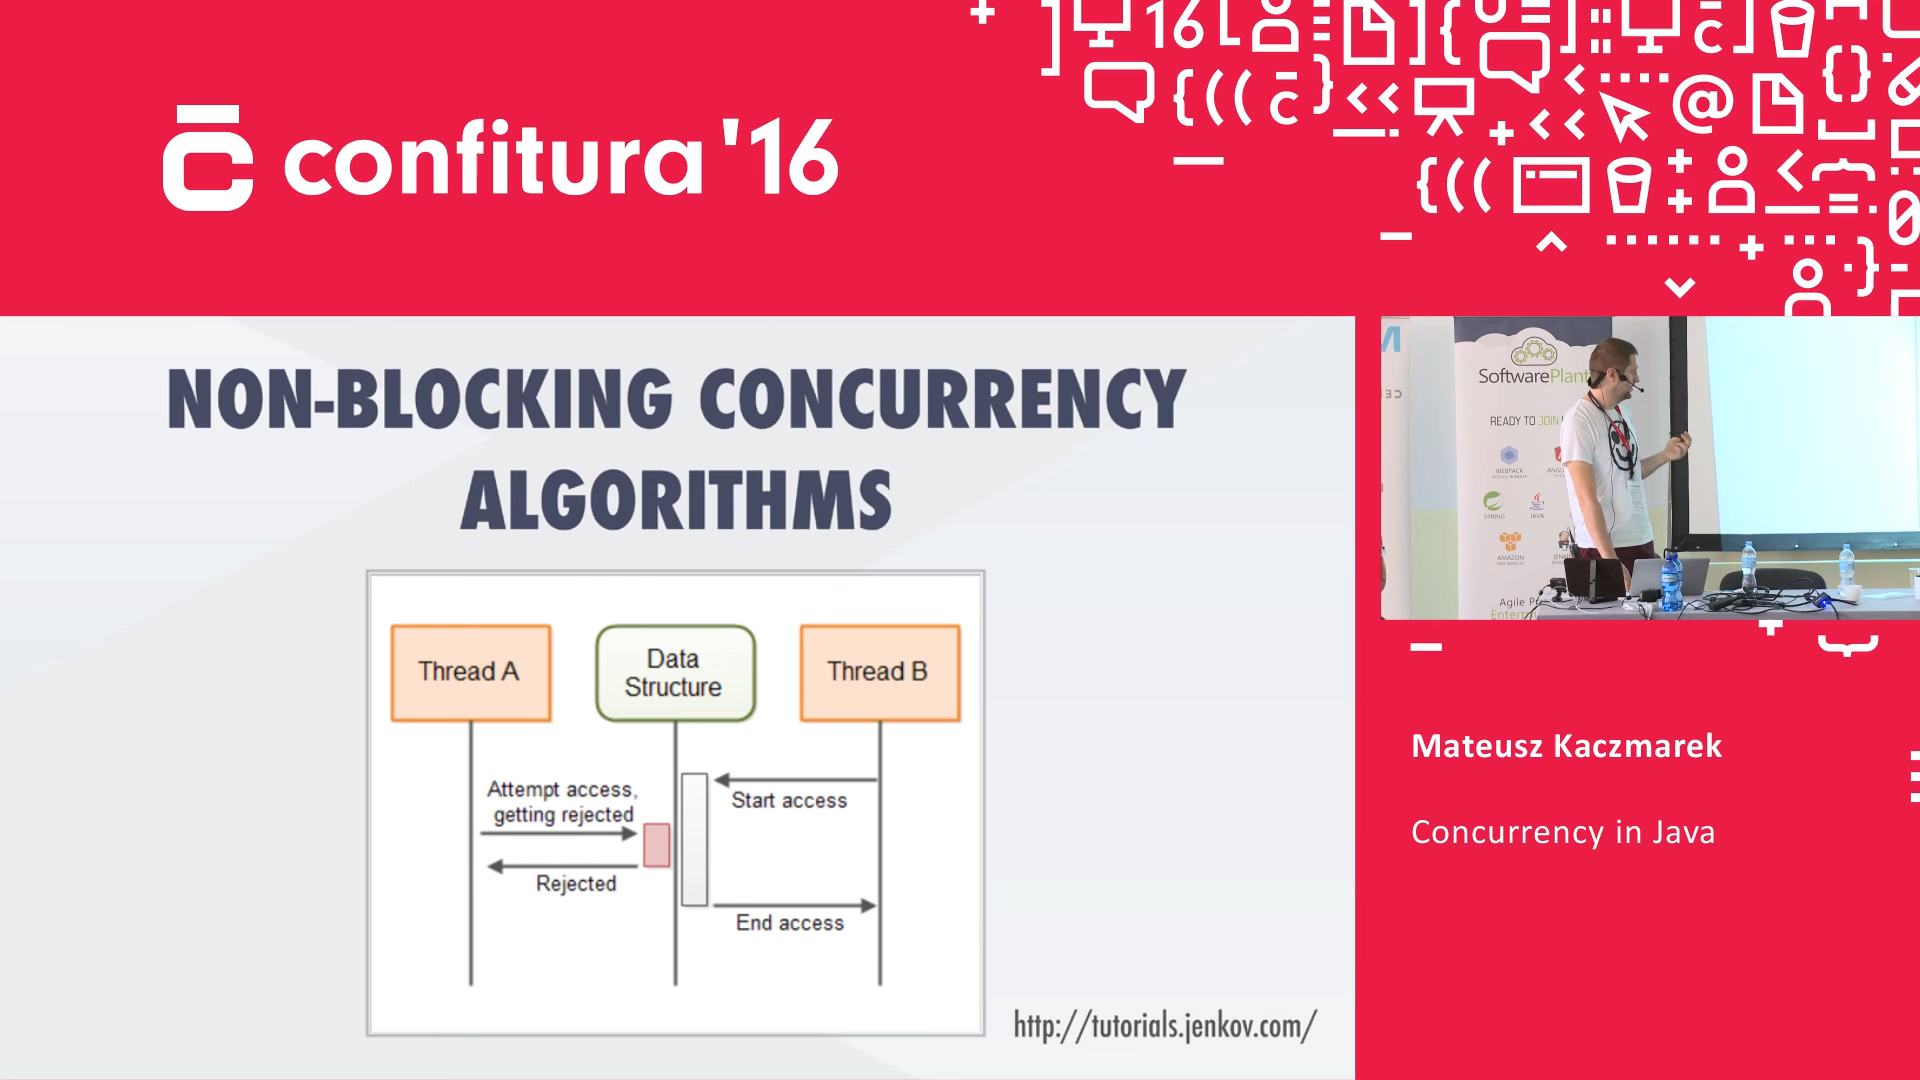 confitura '16
NON-BLOCKING CONCURRENCY
ALGORITHMS
Thread A
Data
Structure
Thread B
Attempt access,
getting rejected
Start access
Rejected
End access
http://tutorials.jenkov.com/
SoftwarePlant
READY TO JOIN
WEBPACK
SPRING
JAVA
AMAZON
Agile
Mateusz Kaczmarek
Concurrency in Java